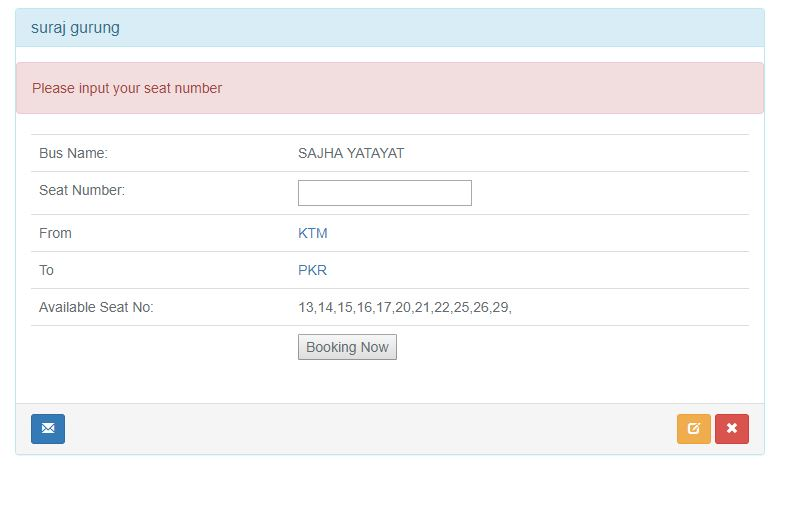 suraj gurung
Please input your seat number
Bus Name: SAJHA YATAYAT
Seat Number:
From KTM
To PKR
Available Seat No: 13,14,15,16,17,20,21,22,25,26,29,
Booking Now